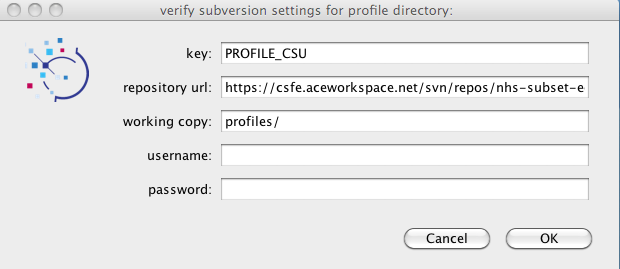 verify subversion settings for profile directory:
key: PROFILE_CSU
repository url: https://csfe.aceworkspace.net/svn/repos/nhs-subset-e
working copy: profiles/
username:
password:
Cancel OK